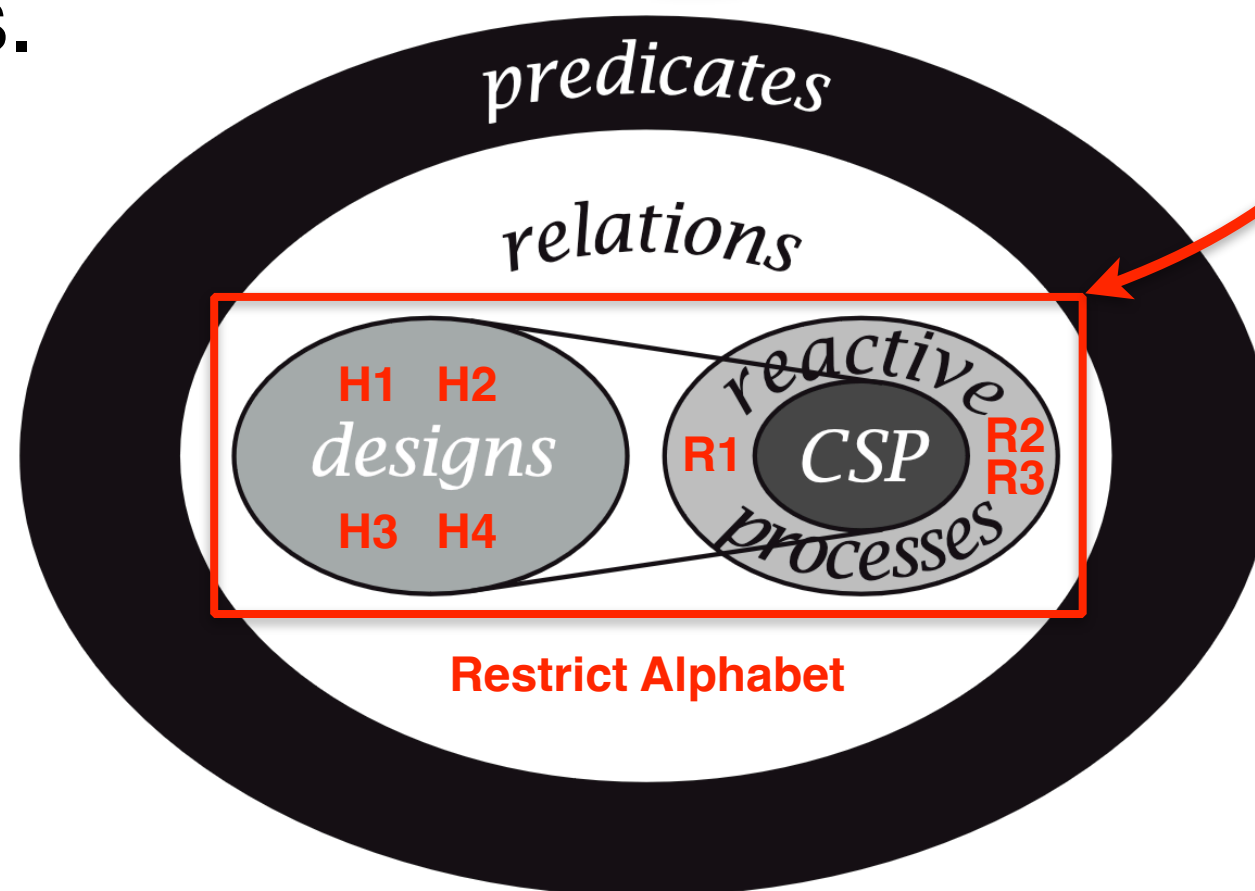 s.
predicates
relations
H1 H2
designs
H3 H4
reactive
R1
CSP
R2
R3
processes
Restrict Alphabet